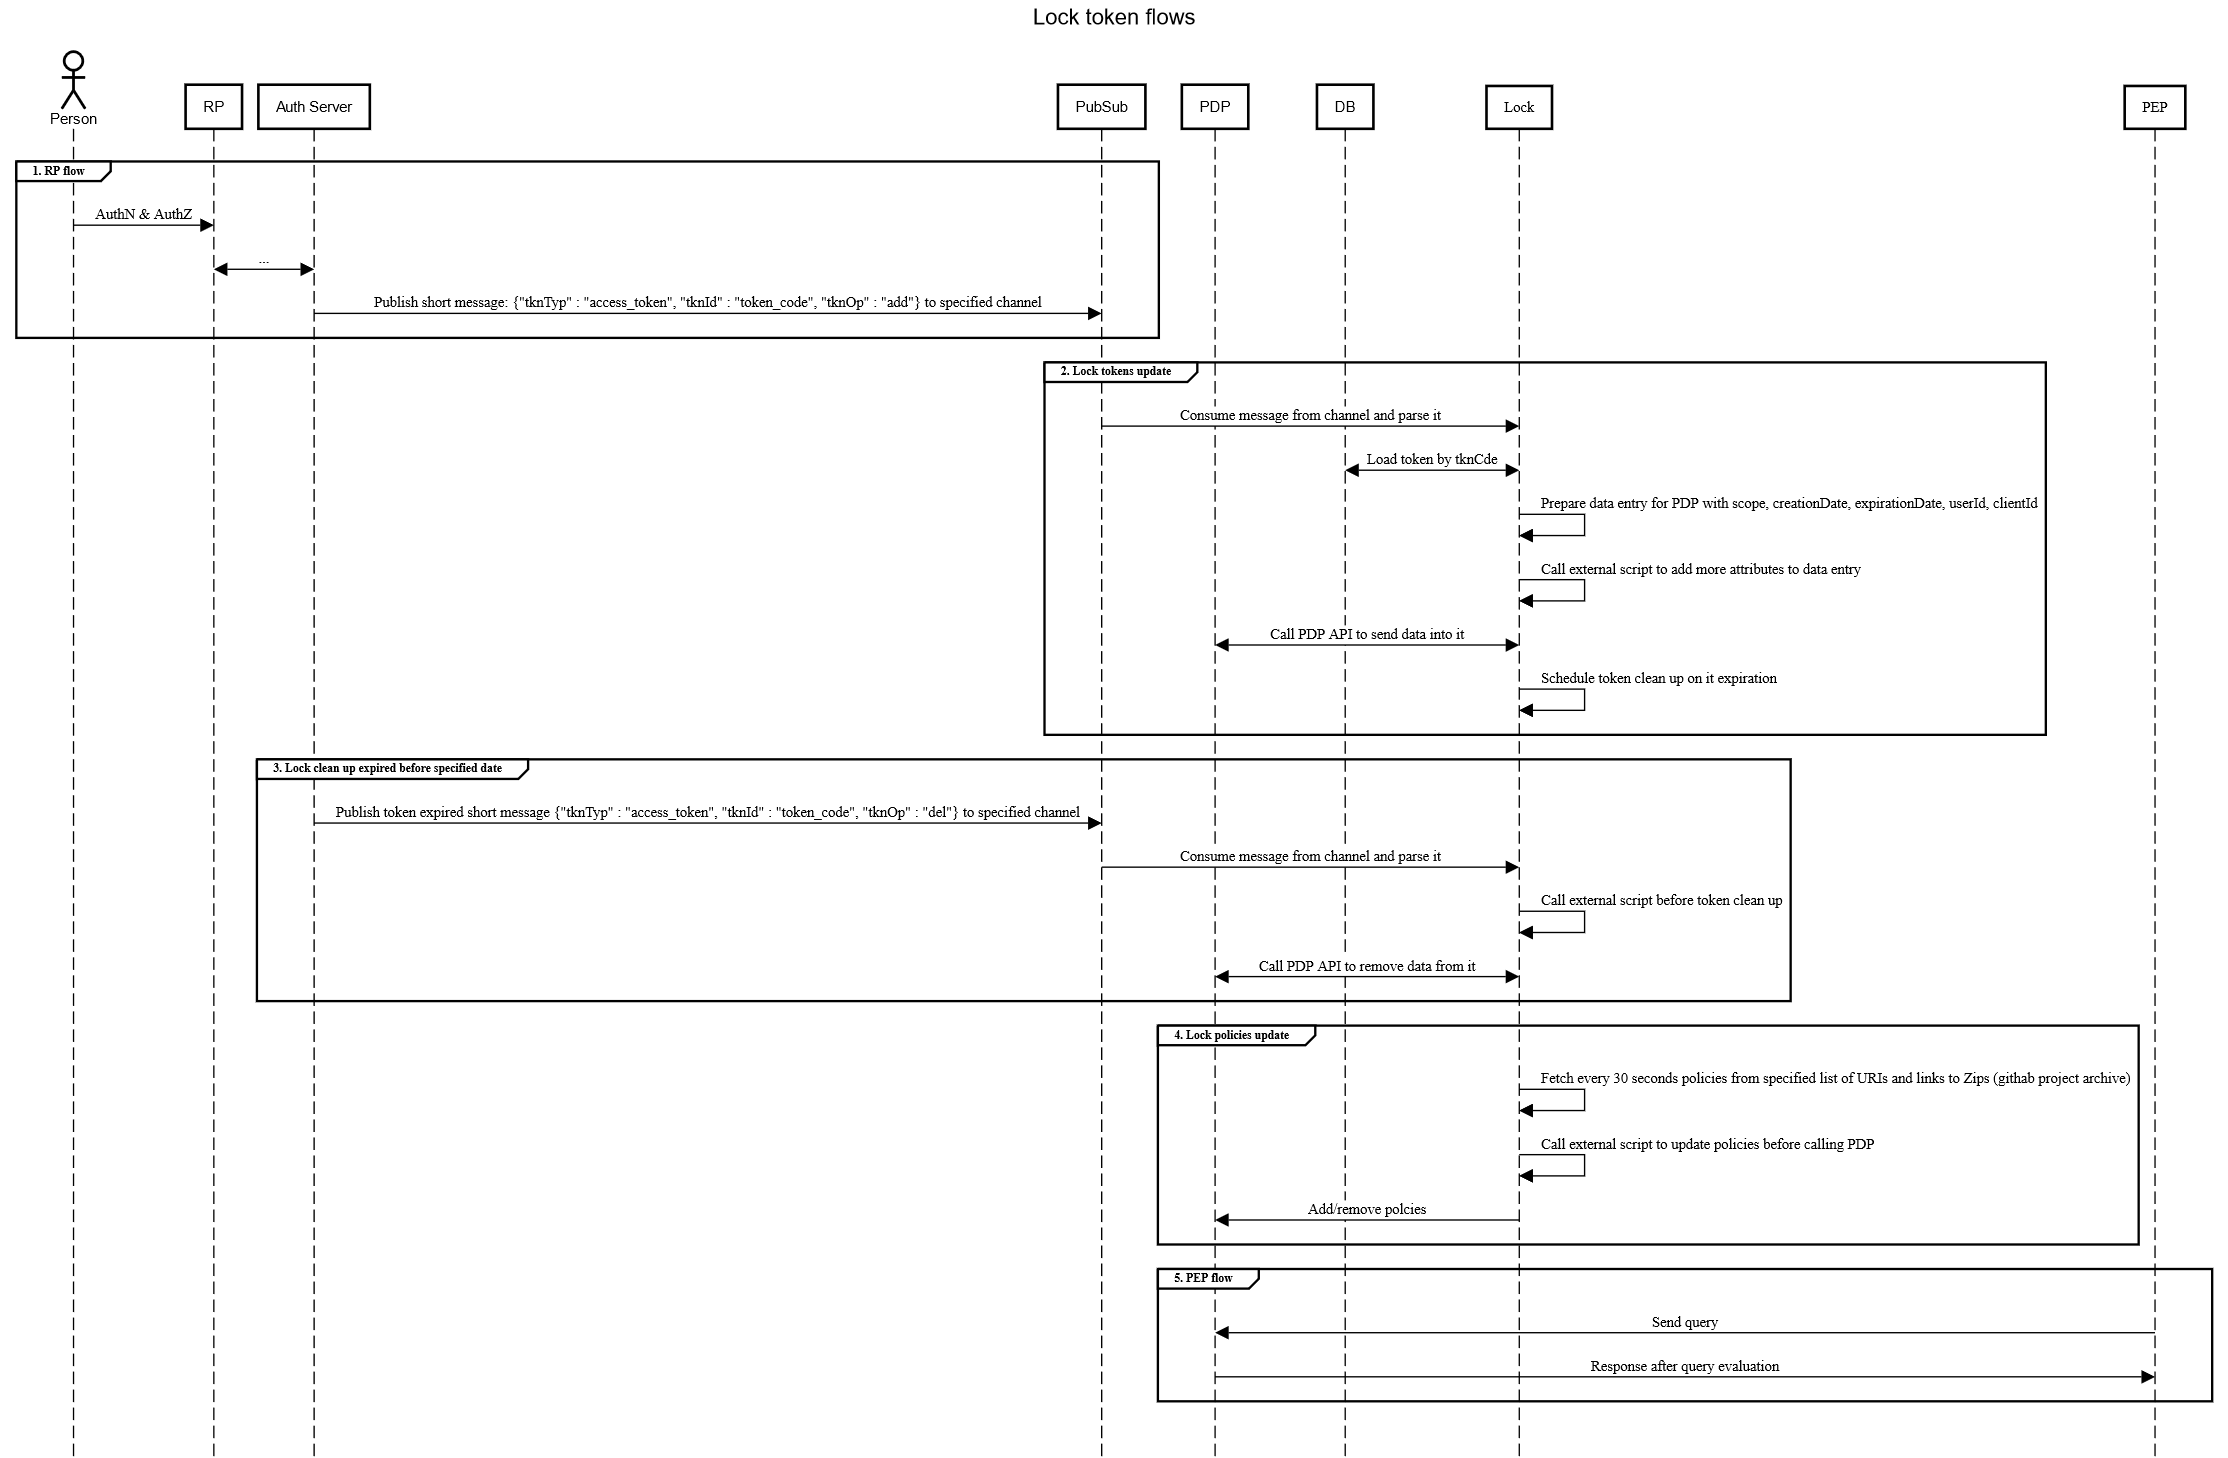 Lock token flows
Person
RP
Auth Server
PubSub
PDP
DB
Lock
PEP
1. RP flow
AuthN & AuthZ
...
Publish short message: {"tknTyp" : "access_token", "tknId" : "token_code", "tknOp" : "add"} to specified channel
2. Lock tokens update
Consume message from channel and parse it
Load token by tknCde
Prepare data entry for PDP with scope, creationDate, expirationDate, userId, clientId
Call external script to add more attributes to data entry
Call PDP API to send data into it
Schedule token clean up on it expiration
3. Lock clean up expired before specified date
Publish token expired short message {"tknTyp" : "access_token", "tknId" : "token_code", "tknOp" : "del"} to specified channel
Consume message from channel and parse it
Call external script before token clean up
Call PDP API to remove data from it
4. Lock policies update
Fetch every 30 seconds policies from specified list of URIs and links to Zips (githab project archive)
Call external script to update policies before calling PDP
Add/remove polcies
5. PEP flow
Send query
Response after query evaluation